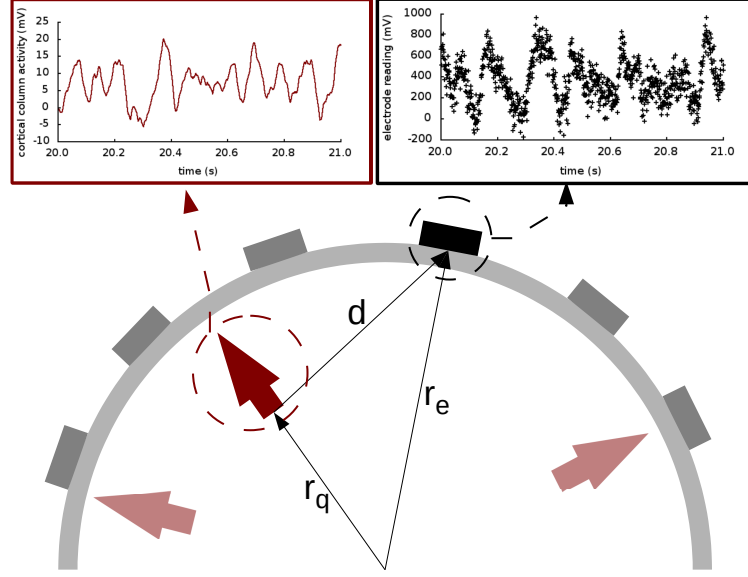 25
20
15
10
5
0
-5
-10
cortical column activity (mV)
20.0 20.2 20.4 20.6 20.8 21.0
time (s)
1000
800
600
400
200
0
-200
electrode reading (mV)
20.0 20.2 20.4 20.6 20.8 21.0
time (s)
d
r_e
r_q